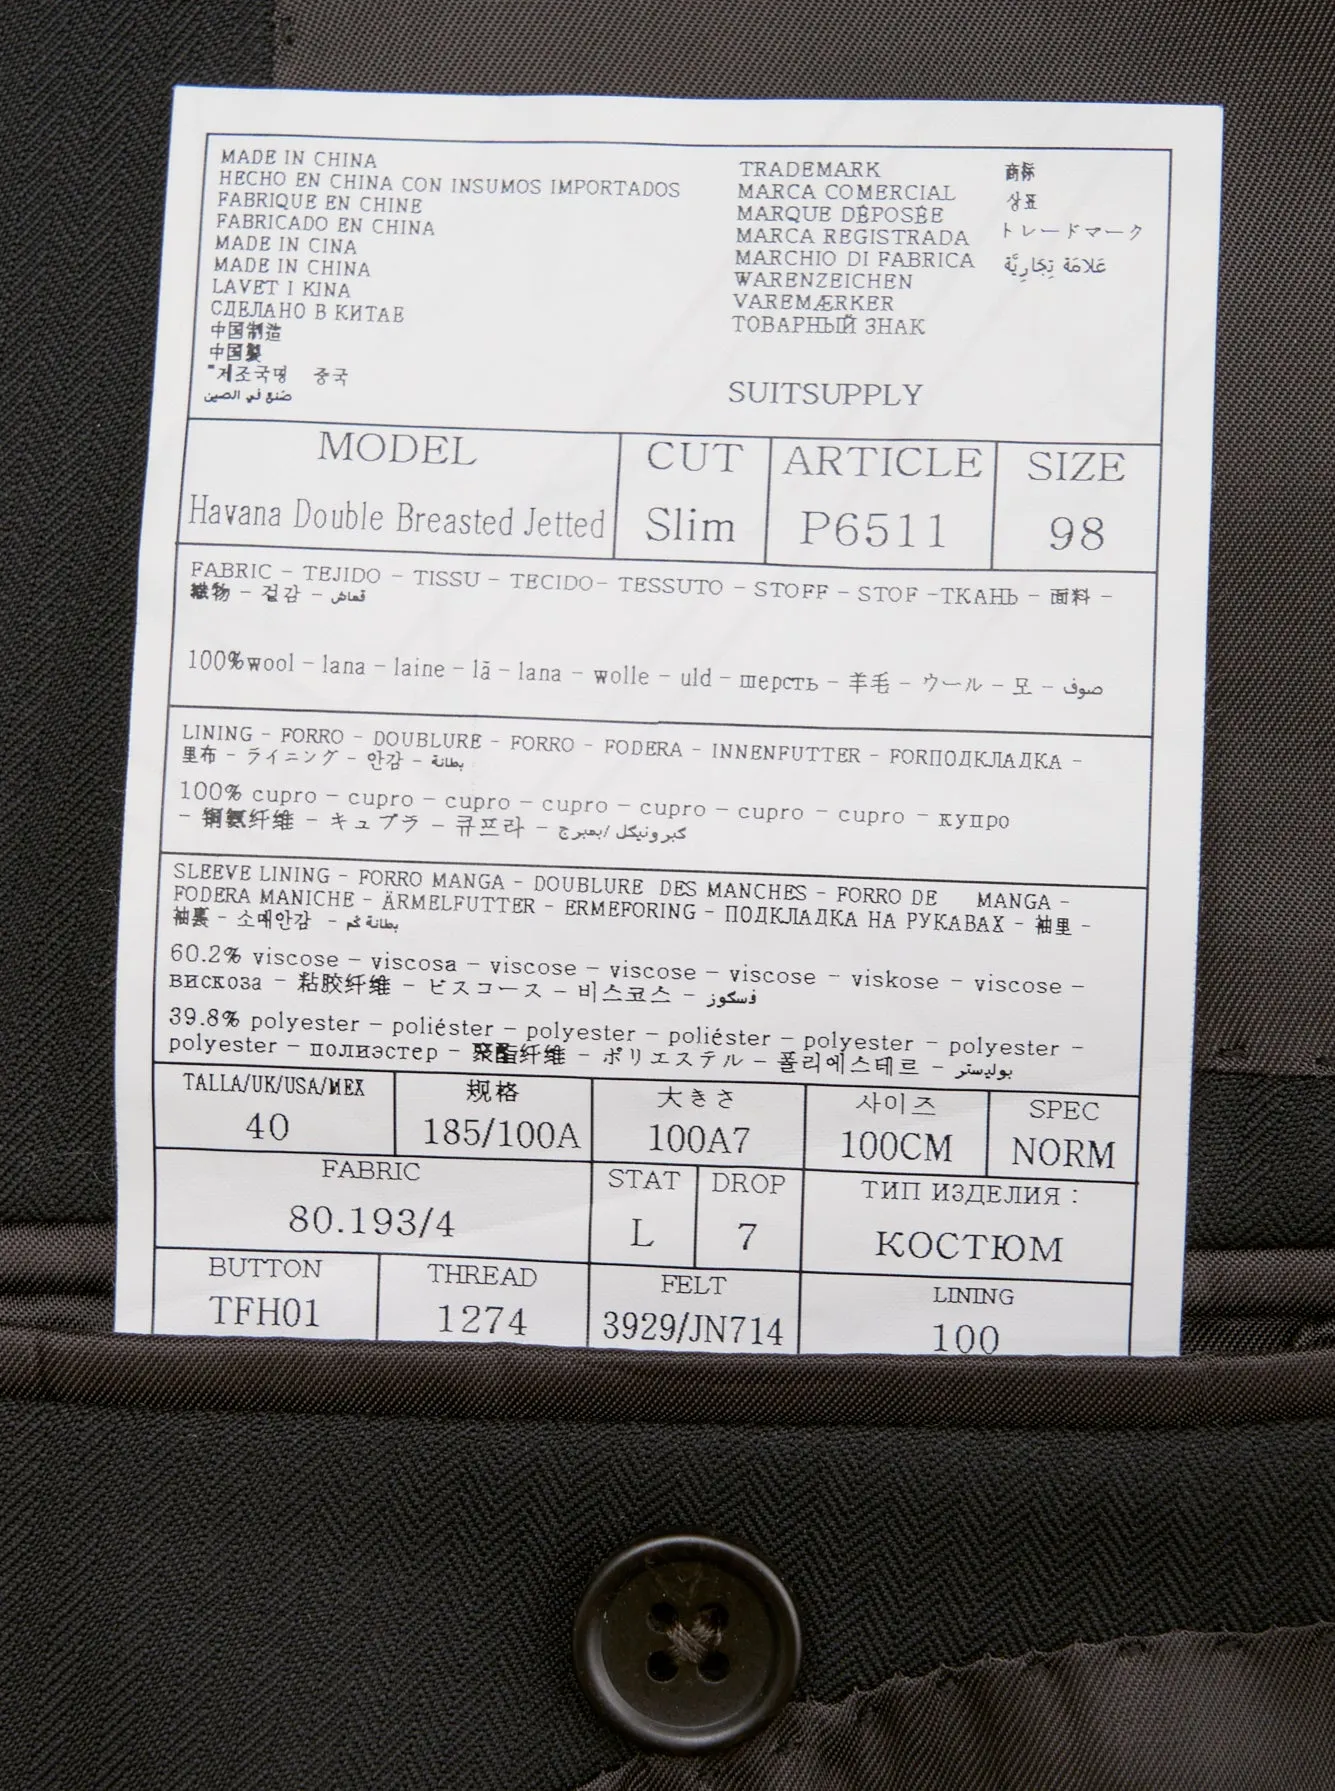 MADE IN CHINA
HECHO EN CHINA CON INSUMOS IMPORTADOS
FABRIQUE EN CHINE
FABRICADO EN CHINA
MADE IN CINA
MADE IN CHINA
LAVET I KINA
СДЕЛАНО В КИТАЕ
中国制造
中国製
"제조국명 중국
صنع في الصين
TRADEMARK
MARCA COMERCIAL
MARQUE DÉPOSÉE
MARCA REGISTRADA
MARCHIO DI FABRICA
WARENZEICHEN
VAREMÆRKER
ТОВАРНЫЙ ЗНАК
商标
상표
トレードマーク
عَلامَة تِجَارِيَّة
SUITSUPPLY
MODEL
Havana Double Breasted Jetted
CUT
Slim
ARTICLE
P6511
SIZE
98
FABRIC – TEJIDO – TISSU – TECIDO– TESSUTO – STOFF – STOF –ТКАНЬ – 面料 –
織物 – 겉감 – قماش
100%wool – lana – laine – lã – lana – wolle – uld – шерсть – 羊毛 – ウール – 모 – صوف
LINING – FORRO – DOUBLURE – FORRO – FODERA – INNENFUTTER – FORПОДКЛАДКА –
里布 – ライニング – 안감 – بطانة
100% cupro – cupro – cupro – cupro – cupro – cupro – cupro – купро
– 铜氨纤维 – キュプラ – 큐프라 – كبرونيكل /بمبرج
SLEEVE LINING – FORRO MANGA – DOUBLURE DES MANCHES – FORRO DE MANGA –
FODERA MANICHE – ÄRMELFUTTER – ERMEFORING – ПОДКЛАДКА НА РУКАВАХ – 袖里 –
袖裏 – 소매안감 – بطانة كم
60.2% viscose – viscosa – viscose – viscose – viscose – viskose – viscose –
вискоза – 粘胶纤维 – ビスコース – 비스코스 – فسكوز
39.8% polyester – poliéster – polyester – poliéster – polyester – polyester –
polyester – полиэстер – 聚酯纤维 – ポリエステル – 폴리에스테르 – بوليستر
TALLA/UK/USA/MEX
40
规格
185/100A
大きさ
100A7
사이즈
100CM
SPEC
NORM
FABRIC
80.193/4
STAT
L
DROP
7
ТИП ИЗДЕЛИЯ :
КОСТЮМ
BUTTON
TFH01
THREAD
1274
FELT
3929/JN714
LINING
100